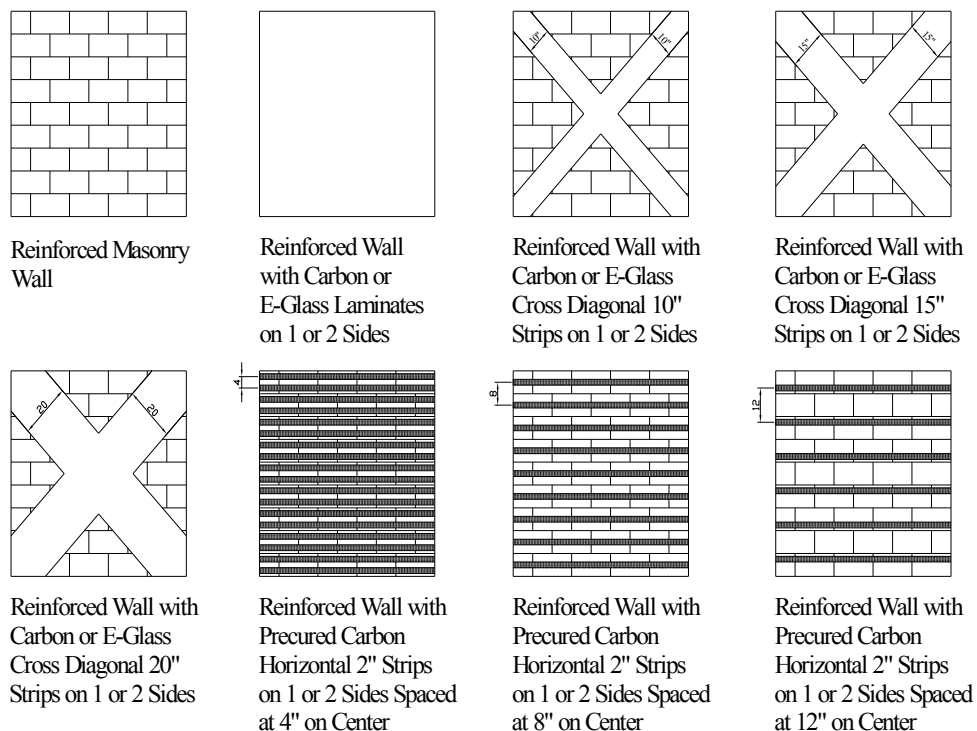 10"
10"
15"
15"
Reinforced Masonry
Wall
Reinforced Wall
with Carbon or
E-Glass Laminates
on 1 or 2 Sides
Reinforced Wall with
Carbon or E-Glass
Cross Diagonal 10"
Strips on 1 or 2 Sides
Reinforced Wall with
Carbon or E-Glass
Cross Diagonal 15"
Strips on 1 or 2 Sides
20
20
4
8
12
Reinforced Wall with
Carbon or E-Glass
Cross Diagonal 20"
Strips on 1 or 2 Sides
Reinforced Wall with
Precured Carbon
Horizontal 2" Strips
on 1 or 2 Sides Spaced
at 4" on Center
Reinforced Wall with
Precured Carbon
Horizontal 2" Strips
on 1 or 2 Sides Spaced
at 8" on Center
Reinforced Wall with
Precured Carbon
Horizontal 2" Strips
on 1 or 2 Sides Spaced
at 12" on Center